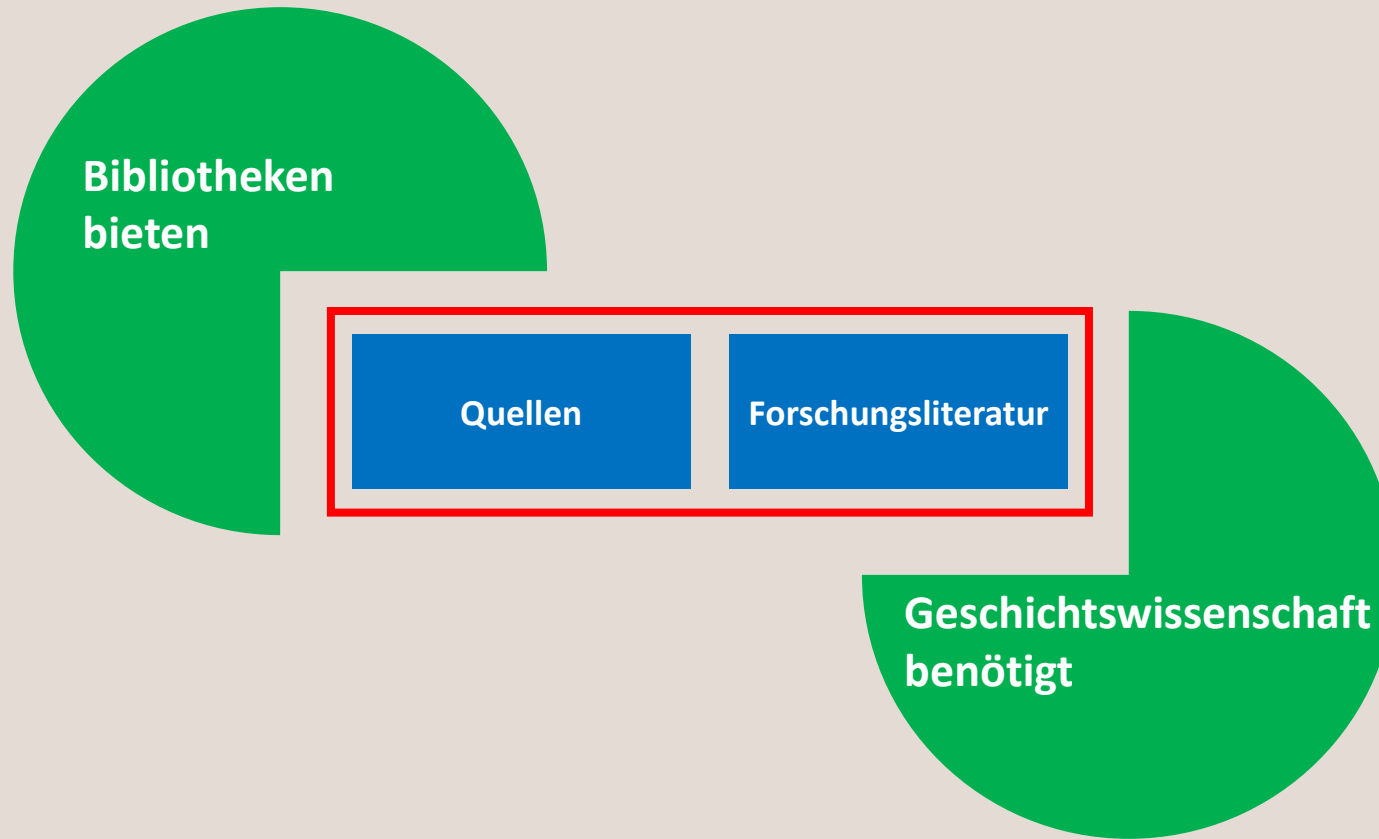 Bibliotheken
bieten
Quellen
Forschungsliteratur
Geschichtswissenschaft
benötigt